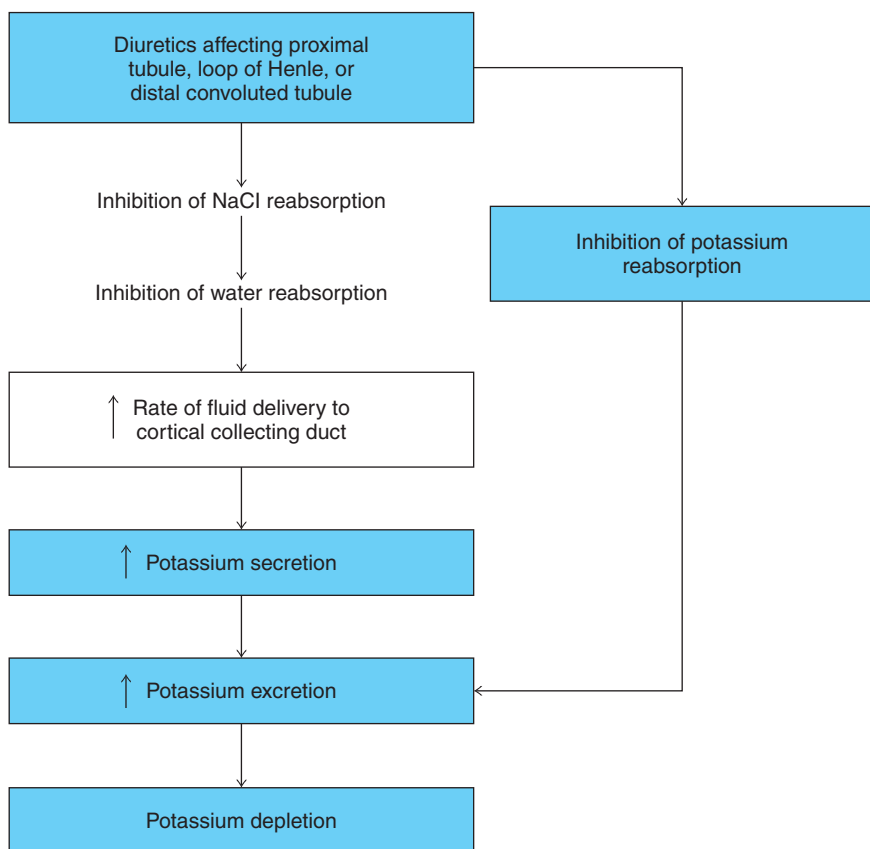 Diuretics affecting proximal
tubule, loop of Henle, or
distal convoluted tubule
Inhibition of NaCl reabsorption
Inhibition of potassium
reabsorption
Inhibition of water reabsorption
↑ Rate of fluid delivery to
cortical collecting duct
↑ Potassium secretion
↑ Potassium excretion
Potassium depletion